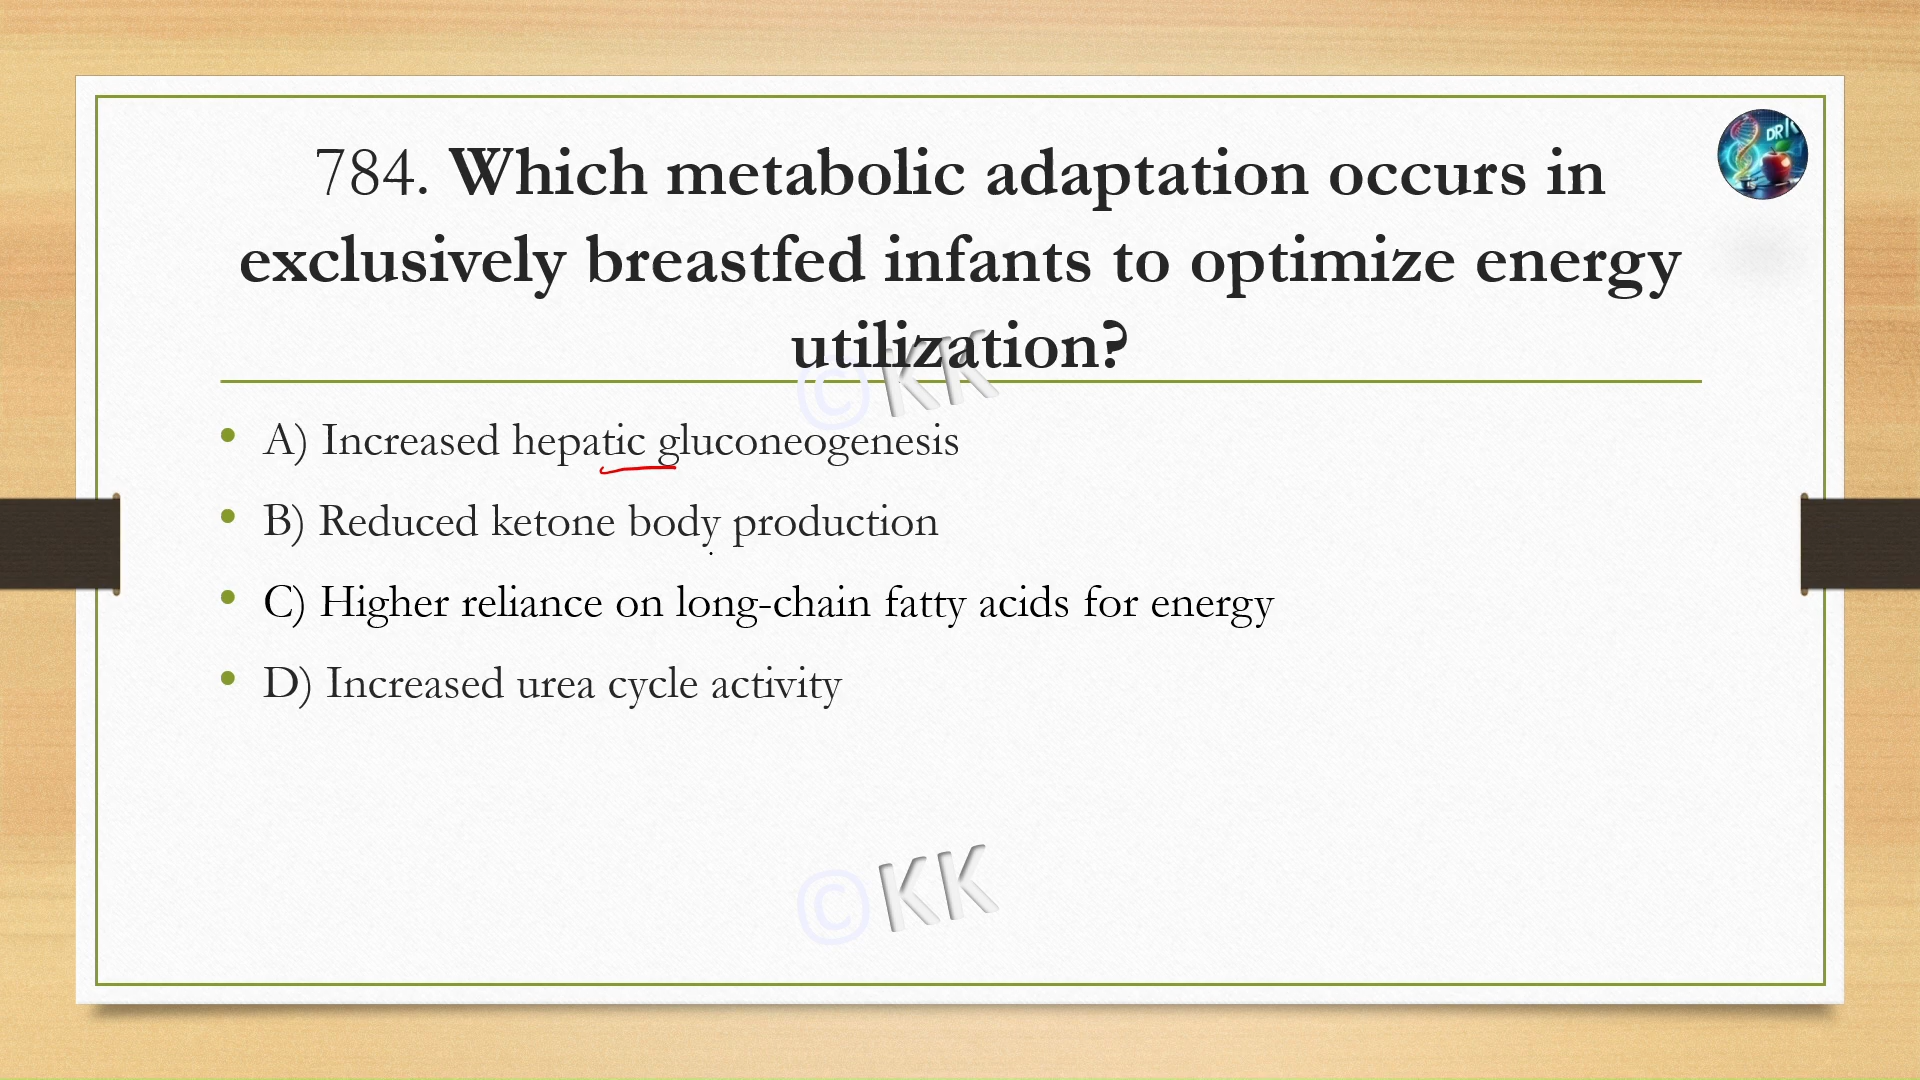 784. Which metabolic adaptation occurs in
exclusively breastfed infants to optimize energy
utilization?
©KK
• A) Increased hepatic gluconeogenesis
• B) Reduced ketone body production
• C) Higher reliance on long-chain fatty acids for energy
• D) Increased urea cycle activity
©KK